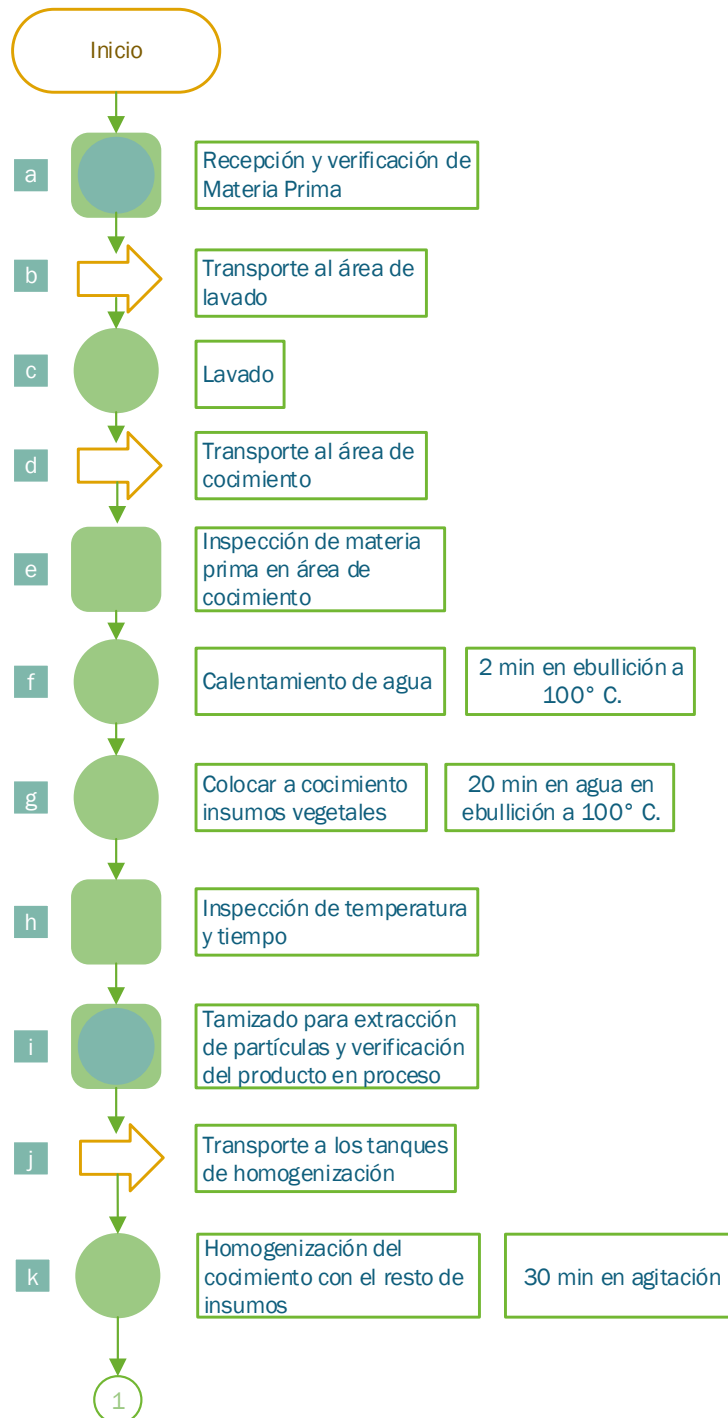 Inicio
a
Recepción y verificación de
Materia Prima
b
Transporte al área de
lavado
c
Lavado
d
Transporte al área de
cocimiento
e
Inspección de materia
prima en área de
cocimiento
f
Calentamiento de agua
2 min en ebullición a
100° C.
g
Colocar a cocimiento
insumos vegetales
20 min en agua en
ebullición a 100° C.
h
Inspección de temperatura
y tiempo
i
Tamizado para extracción
de partículas y verificación
del producto en proceso
j
Transporte a los tanques
de homogenización
k
Homogenización del
cocimiento con el resto de
insumos
30 min en agitación
1